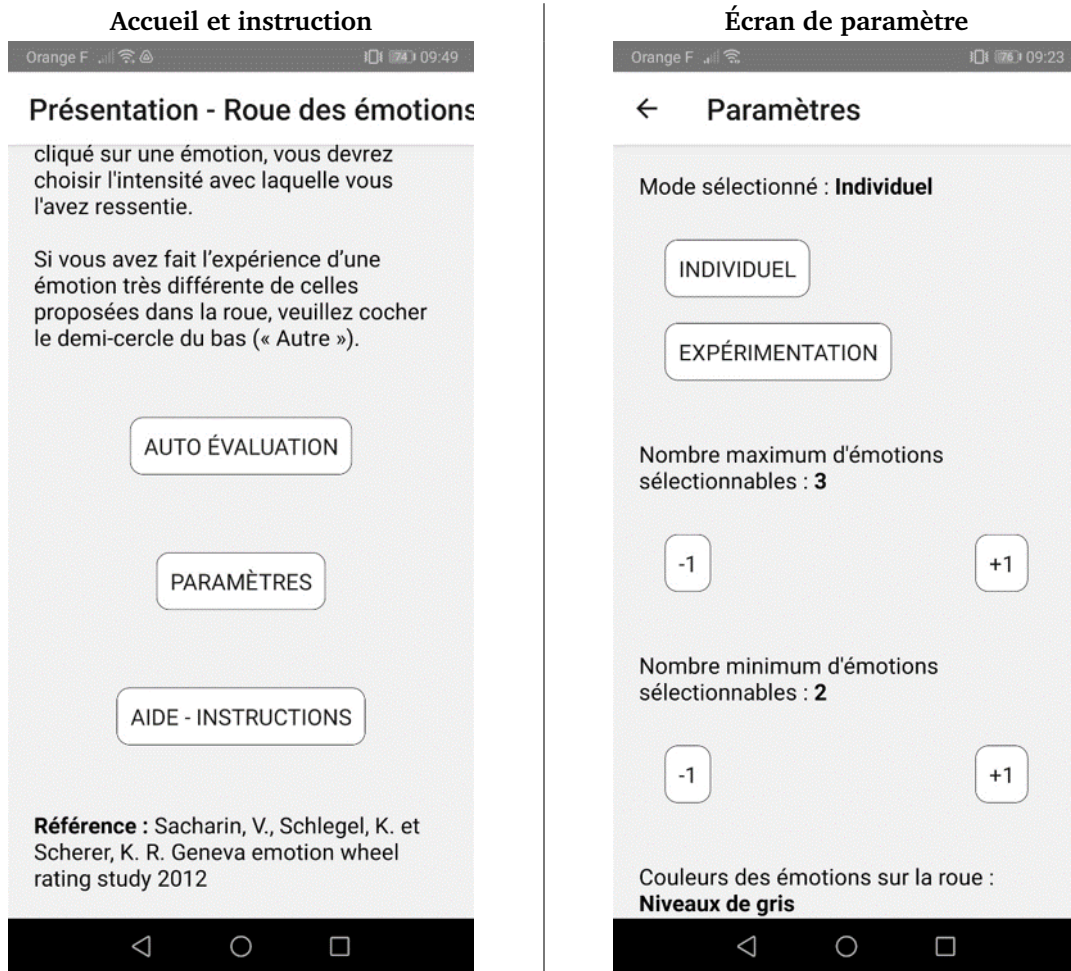 Accueil et instruction
Orange F 74 09:49
Présentation - Roue des émotions
cliqué sur une émotion, vous devrez
choisir l'intensité avec laquelle vous
l'avez ressentie.
Si vous avez fait l'expérience d'une
émotion très différente de celles
proposées dans la roue, veuillez cocher
le demi-cercle du bas (« Autre »).
AUTO ÉVALUATION
PARAMÈTRES
AIDE - INSTRUCTIONS
Référence : Sacharin, V., Schlegel, K. et
Scherer, K. R. Geneva emotion wheel
rating study 2012
Écran de paramètre
Orange F 76 09:23
Paramètres
Mode sélectionné : Individuel
INDIVIDUEL
EXPÉRIMENTATION
Nombre maximum d'émotions
sélectionnables : 3
-1 +1
Nombre minimum d'émotions
sélectionnables : 2
-1 +1
Couleurs des émotions sur la roue :
Niveaux de gris